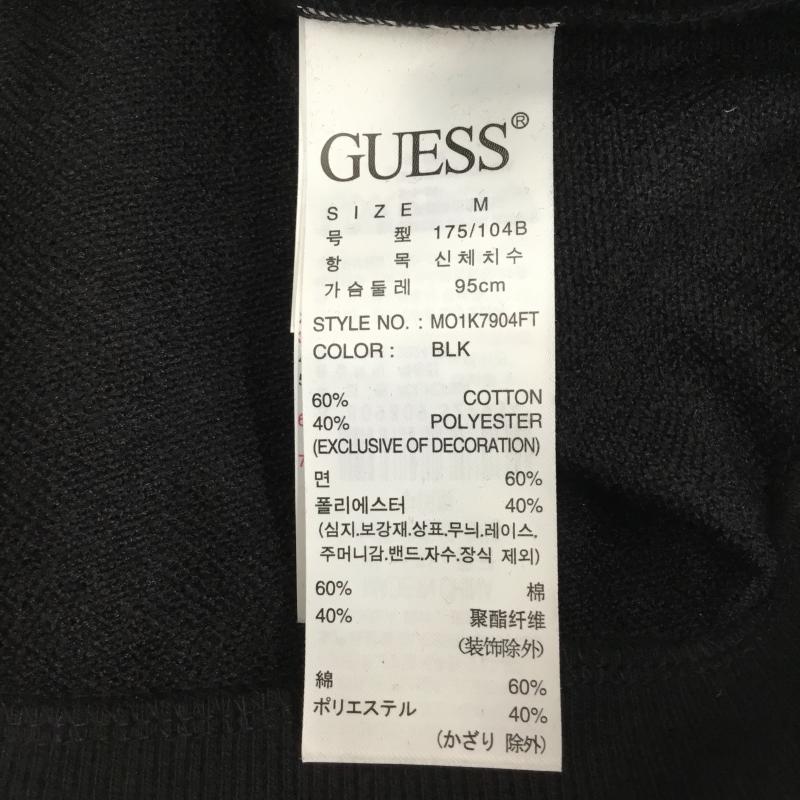 GUESS®
SIZE M
号 型 175/104B
항 목 신체치수
가슴둘레 95cm
STYLE NO. : MO1K7904FT
COLOR : BLK
60% COTTON
40% POLYESTER
(EXCLUSIVE OF DECORATION)
면 60%
폴리에스터 40%
(심지.보강재.상표.무늬.레이스.
주머니감.밴드.자수.장식 제외)
60% 棉
40% 聚酯纤维
(装饰除外)
綿 60%
ポリエステル 40%
(かざり 除外)